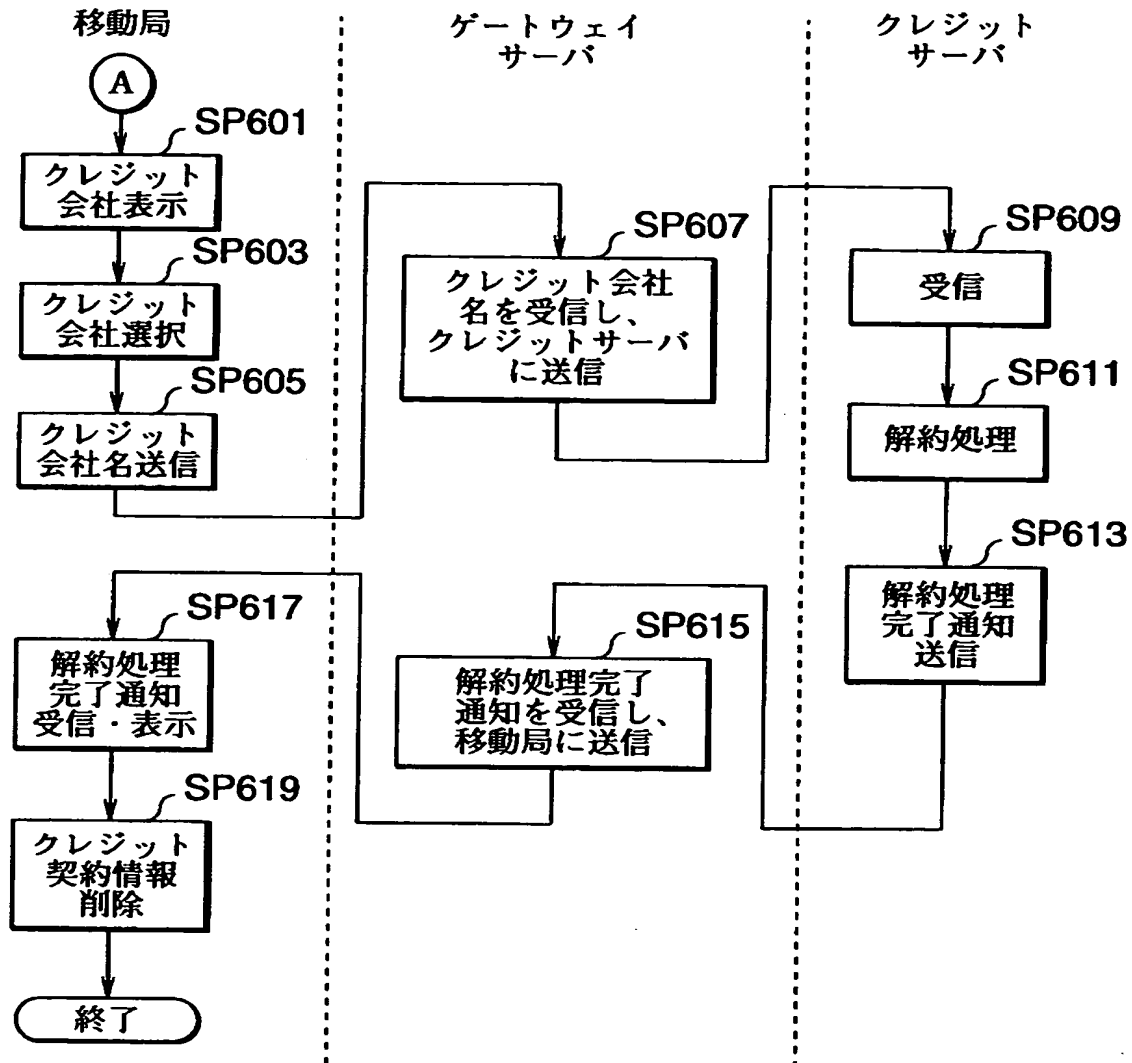 移動局
A
SP601
クレジット
会社表示
SP603
クレジット
会社選択
SP605
クレジット
会社名送信
ゲートウェイ
サーバ
SP607
クレジット会社
名を受信し、
クレジットサーバ
に送信
クレジット
サーバ
SP609
受信
SP611
解約処理
SP613
解約処理
完了通知
送信
SP615
解約処理完了
通知を受信し、
移動局に送信
SP617
解約処理
完了通知
受信・表示
SP619
クレジット
契約情報
削除
終了